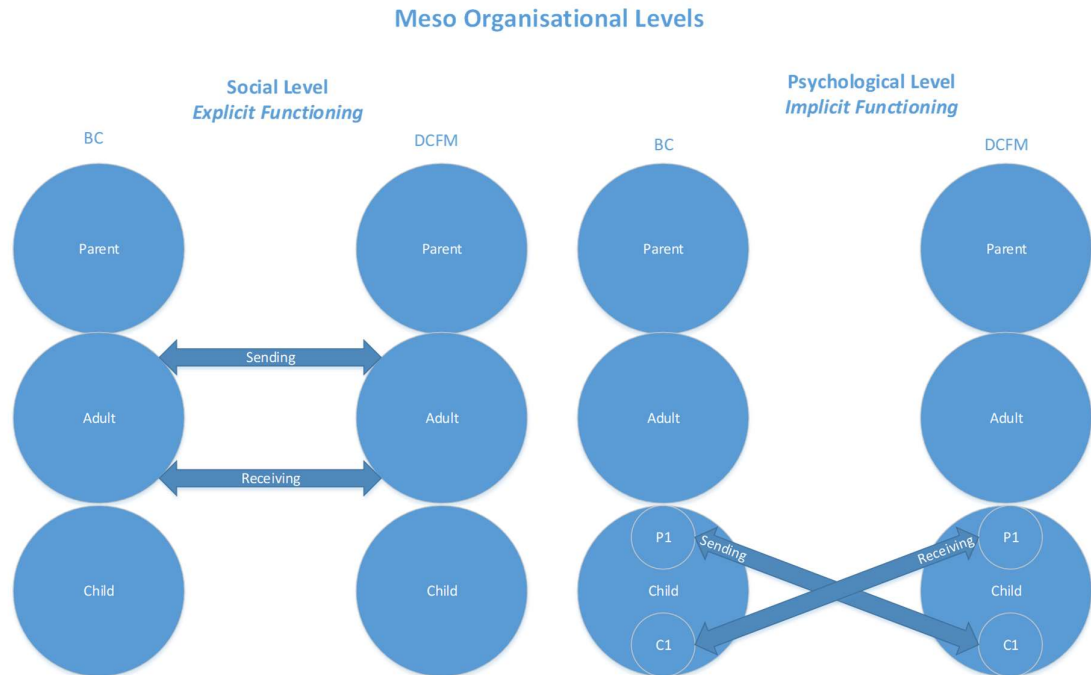 Meso Organisational Levels
Social Level
Explicit Functioning
BC
DCFM
Parent
Parent
Sending
Adult
Adult
Receiving
Child
Child
Psychological Level
Implicit Functioning
BC
DCFM
Parent
Parent
Adult
Adult
P1
P1
Sending
Receiving
Child
Child
C1
C1